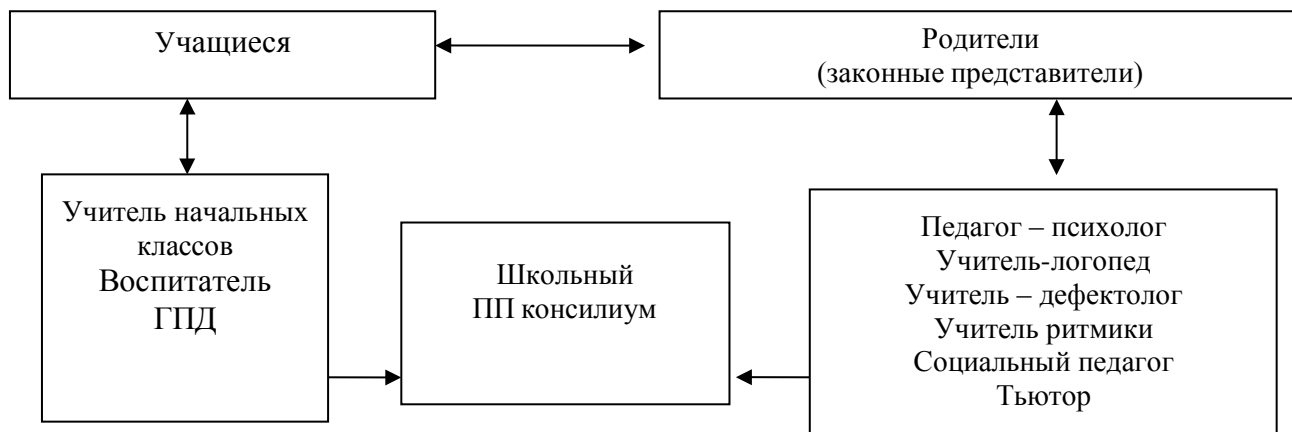 Учащиеся
Родители
(законные представители)
Учитель начальных
классов
Воспитатель
ГПД
Школьный
ПП консилиум
Педагог – психолог
Учитель-логопед
Учитель – дефектолог
Учитель ритмики
Социальный педагог
Тьютор